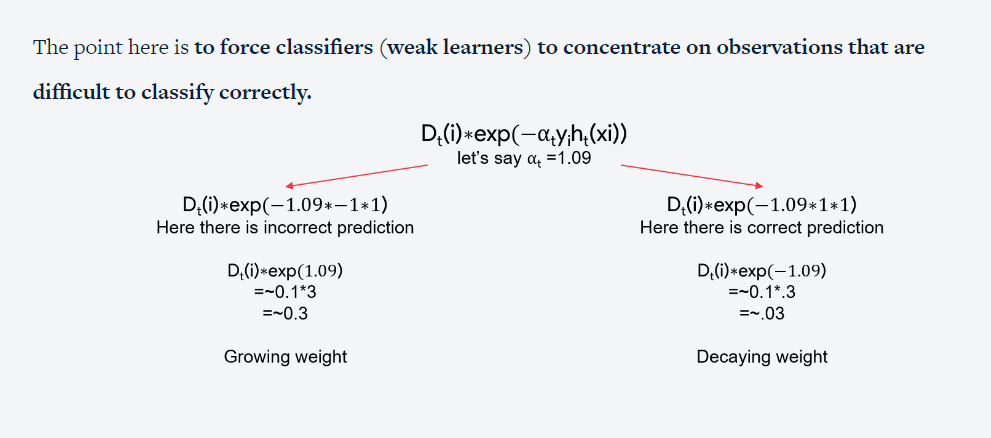 The point here is to force classifiers (weak learners) to concentrate on observations that are
difficult to classify correctly.
Dₜ(i)*exp(−αₜyᵢhₜ(xi))
let's say αₜ =1.09
Dₜ(i)*exp(−1.09*−1*1)
Here there is incorrect prediction
Dₜ(i)*exp(1.09)
=~0.1*3
=~0.3
Growing weight
Dₜ(i)*exp(−1.09*1*1)
Here there is correct prediction
Dₜ(i)*exp(−1.09)
=~0.1*.3
=~.03
Decaying weight